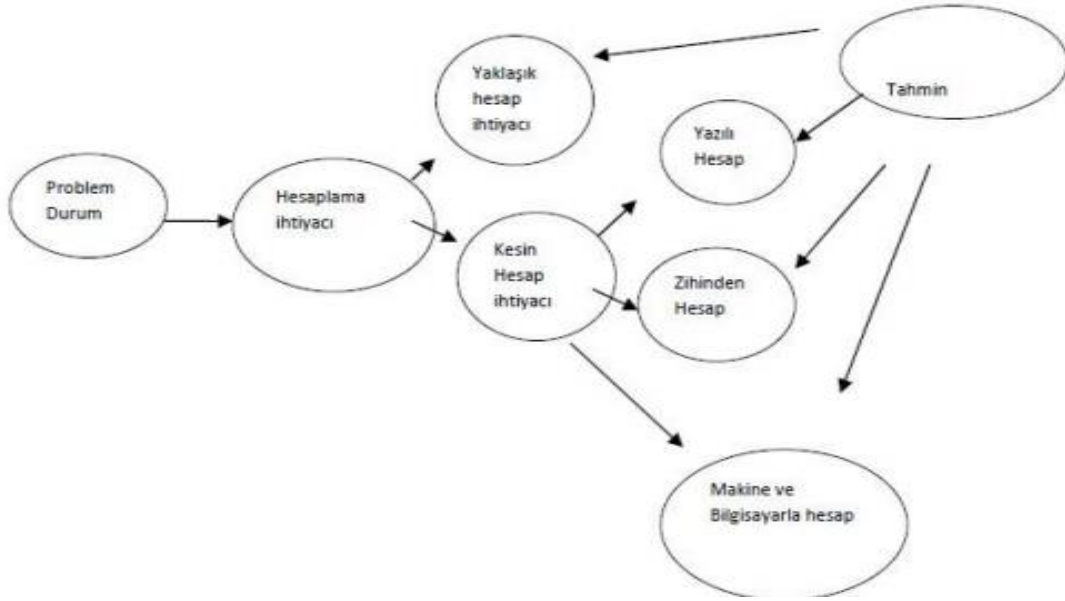 Yaklaşık
hesap
ihtiyacı
Tahmin
Yazılı
Hesap
Problem
Durum
Hesaplama
ihtiyacı
Kesin
Hesap
ihtiyacı
Zihinden
Hesap
Makine ve
Bilgisayarla hesap